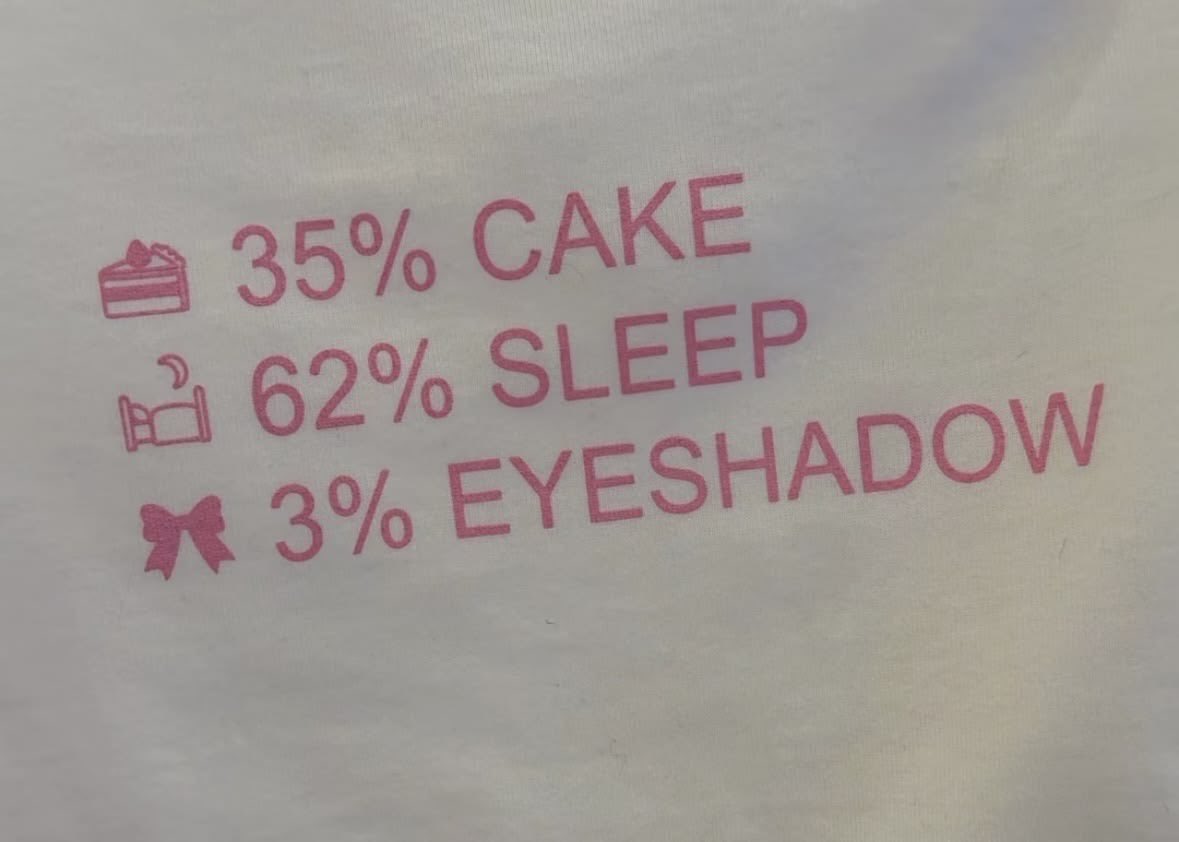 35% CAKE
62% SLEEP
3% EYESHADOW